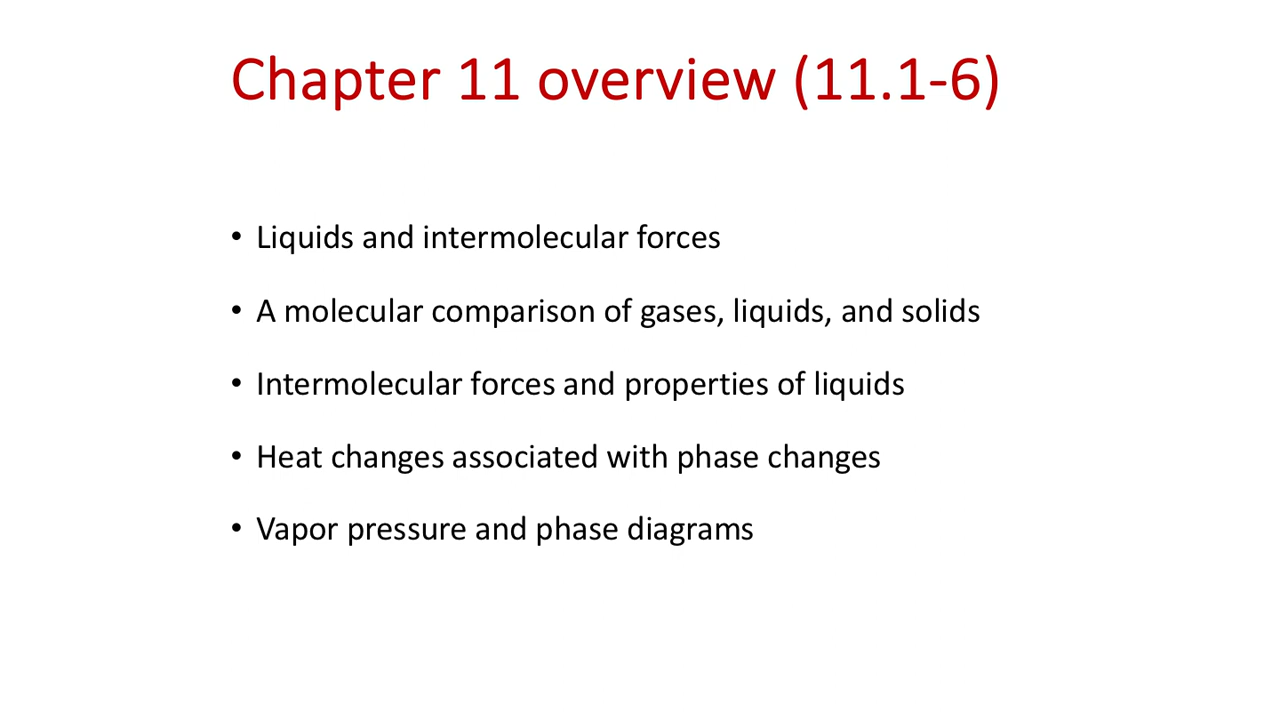 Chapter 11 overview (11.1-6)
• Liquids and intermolecular forces
• A molecular comparison of gases, liquids, and solids
• Intermolecular forces and properties of liquids
• Heat changes associated with phase changes
• Vapor pressure and phase diagrams